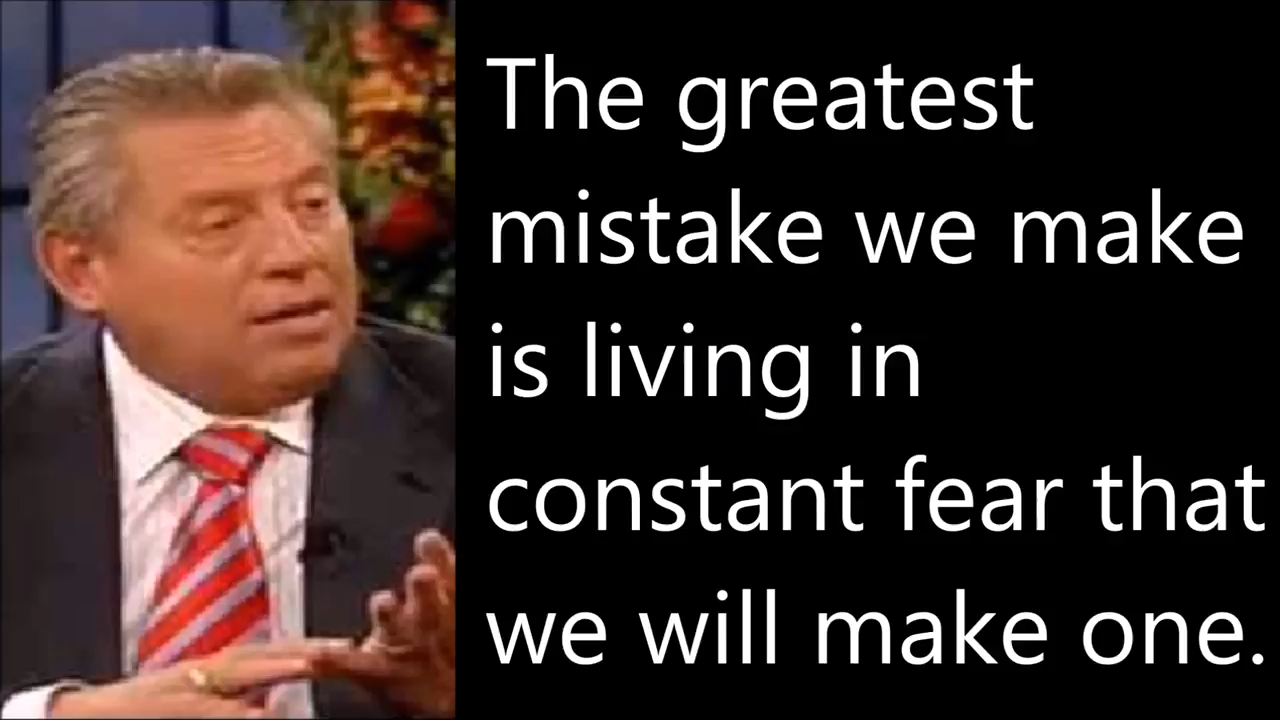 The greatest
mistake we make
is living in
constant fear that
we will make one.